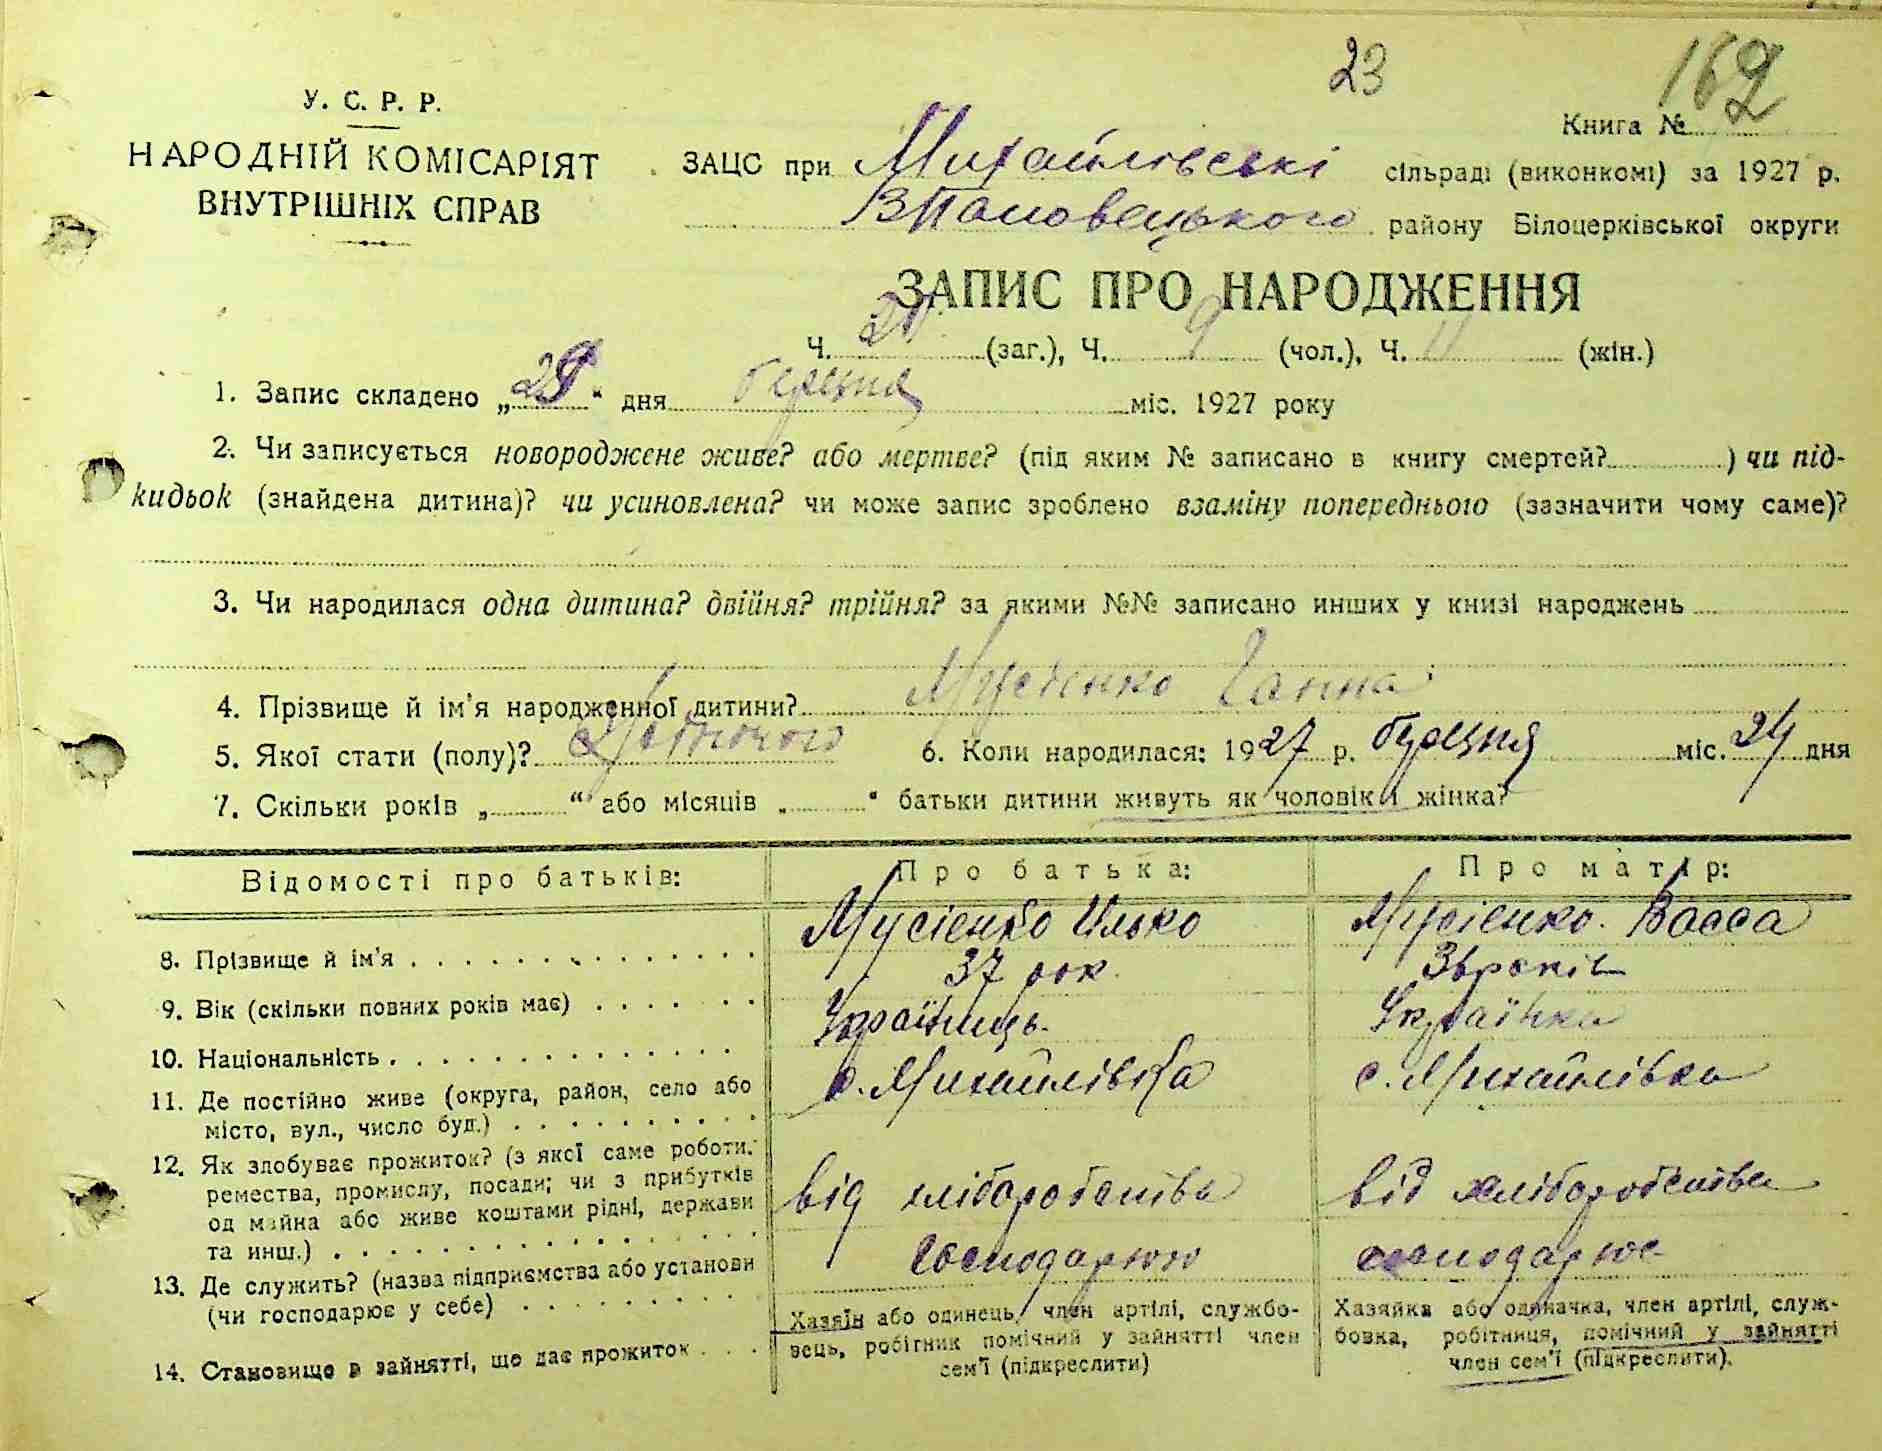 23
162
У. С. Р. Р.
НАРОДНІЙ КОМІСАРІЯТ
ВНУТРІШНІХ СПРАВ
Книга №
ЗАЦС при Михайлівські сільраді (виконкомі) за 1927 р.
району Білоцерківської округи
ЗАПИС ПРО НАРОДЖЕННЯ
Ч. 20 (заг.), Ч. 9 (чол.), Ч. 11 (жін.)
1. Запис складено „29“ дня березня міс. 1927 року
2. Чи записується новороджене живе? або мертве? (під яким № записано в книгу смертей? ) чи під-
кидьок (знайдена дитина)? чи усиновлена? чи може запис зроблено взаміну попереднього (зазначити чому саме)?
3. Чи народилася одна дитина? двійня? трійня? за якими №№ записано инших у книзі народжень
4. Прізвище й ім'я народженної дитини? Мусієнко Ганна
5. Якої стати (полу)? 6. Коли народилася: 1927 р. березня міс. 24 дня
7. Скільки років „ “ або місяців „ “ батьки дитини живуть як чоловік і жінка?
Відомості про батьків: Про батька: Про матір:
8. Прізвище й ім'я Мусієнко Илько Мусієнко Васса
9. Вік (скільки повних років має) 37 рок
10. Національність Українець Українка
11. Де постійно живе (округа, район, село або
місто, вул., число буд.) с. Михайлівка с. Михайлівка
12. Як здобуває прожиток? (з якої саме роботи,
ремества, промислу, посади; чи з прибутків
од майна або живе коштами рідні, держави
та инш.) від хліборобства від хліборобства
13. Де служить? (назва підприємства або установи
(чи господарює у себе) господарює господарює
14. Становище в зайнятті, що дає прожиток
Хазяїн або одинець, член артілі, службо-
вець, робігник помічний у зайнятті член
сем'ї (підкреслити)
Хазяйка або одиначка, член артілі, служ-
бовка, робітниця, помічний у зайнятті
член сем'ї (підкреслити).